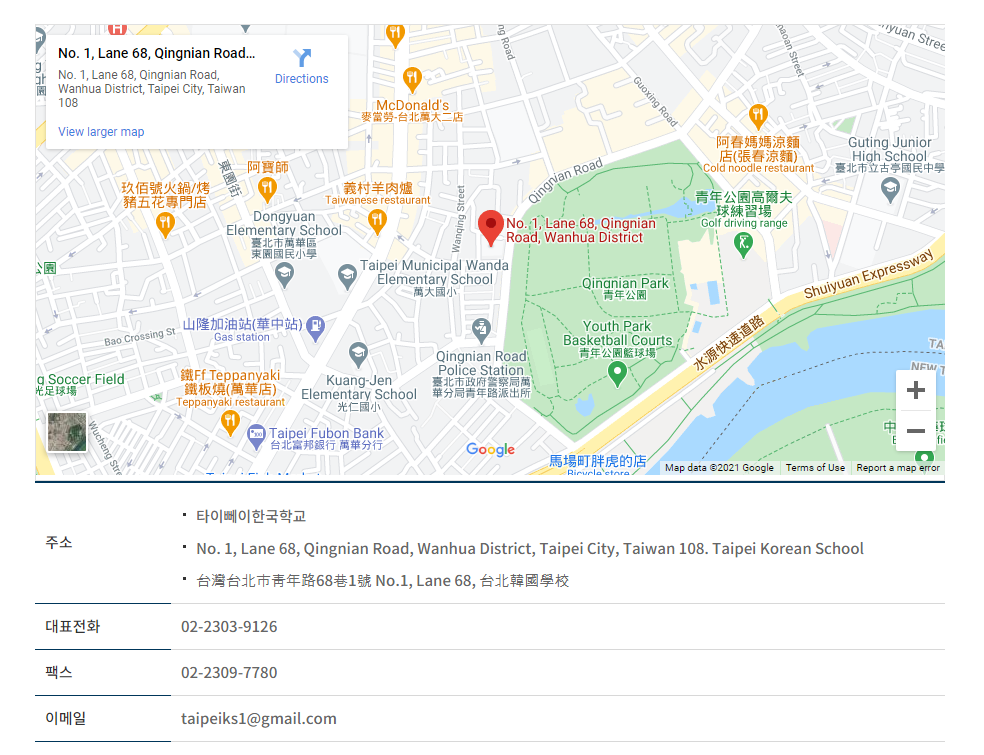 No. 1, Lane 68, Qingnian Road...
No. 1, Lane 68, Qingnian Road,
Wanhua District, Taipei City, Taiwan
108
Directions
View larger map
McDonald's
麥當勞-台北萬大二店
Guoxing Road
阿春媽媽涼麵
店(張春涼麵)
Cold noodle restaurant
Guting Junior
High School
臺北市立古亭國民中學
Qingnian Road
東園街
阿寶師
玖佰號火鍋/烤
豬五花專門店
義村羊肉爐
Taiwanese restaurant
Wanqing Street
青年公園高爾夫
球練習場
Golf driving range
Dongyuan
Elementary School
臺北市萬華區
東園國民小學
No. 1, Lane 68, Qingnian
Road, Wanhua District
公園
Taipei Municipal Wanda
Elementary School
萬大國小
Qingnian Park
青年公園
Shuiyuan Expressway
水源快速道路
山隆加油站(華中站)
Gas station
Bao Crossing St
Youth Park
Basketball Courts
青年公園籃球場
Qingnian Road
Police Station
臺北市政府警察局萬
華分局青年路派出所
Kuang-Jen
Elementary School
光仁國小
g Soccer Field
光足球場
鐵Ff Teppanyaki
鐵板燒(萬華店)
Teppanyaki restaurant
Wucheng Street
Taipei Fubon Bank
台北富邦銀行 萬華分行
Google
馬場町胖虎的店
Bicycle store
TA
NEW T
Map data ©2021 Google
Terms of Use
Report a map error
주소
타이뻬이한국학교
No. 1, Lane 68, Qingnian Road, Wanhua District, Taipei City, Taiwan 108. Taipei Korean School
台灣台北市靑年路68巷1號 No.1, Lane 68, 台北韓國學校
대표전화 02-2303-9126
팩스 02-2309-7780
이메일 taipeiks1@gmail.com